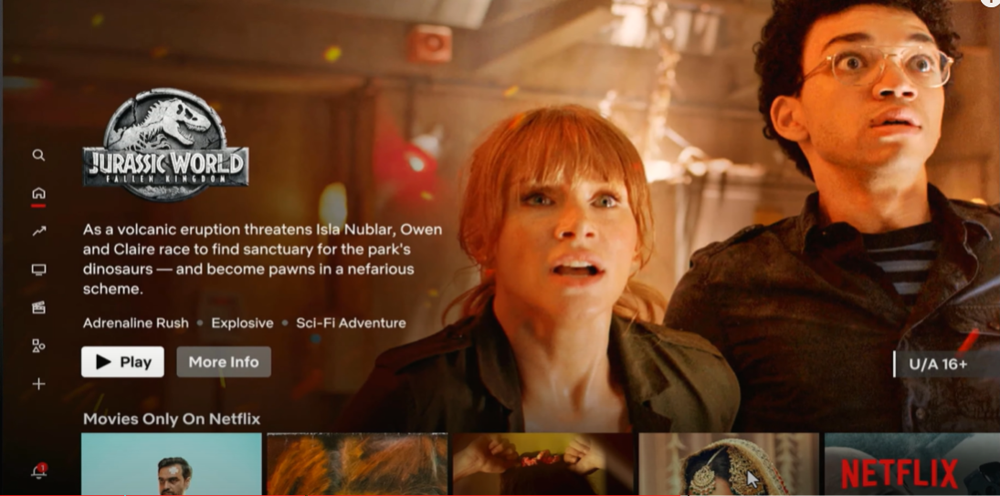 JURASSIC WORLD
FALLEN KINGDOM
As a volcanic eruption threatens Isla Nublar, Owen
and Claire race to find sanctuary for the park's
dinosaurs — and become pawns in a nefarious
scheme.
Adrenaline Rush • Explosive • Sci-Fi Adventure
Play
More Info
U/A 16+
Movies Only On Netflix
1
NETFLIX